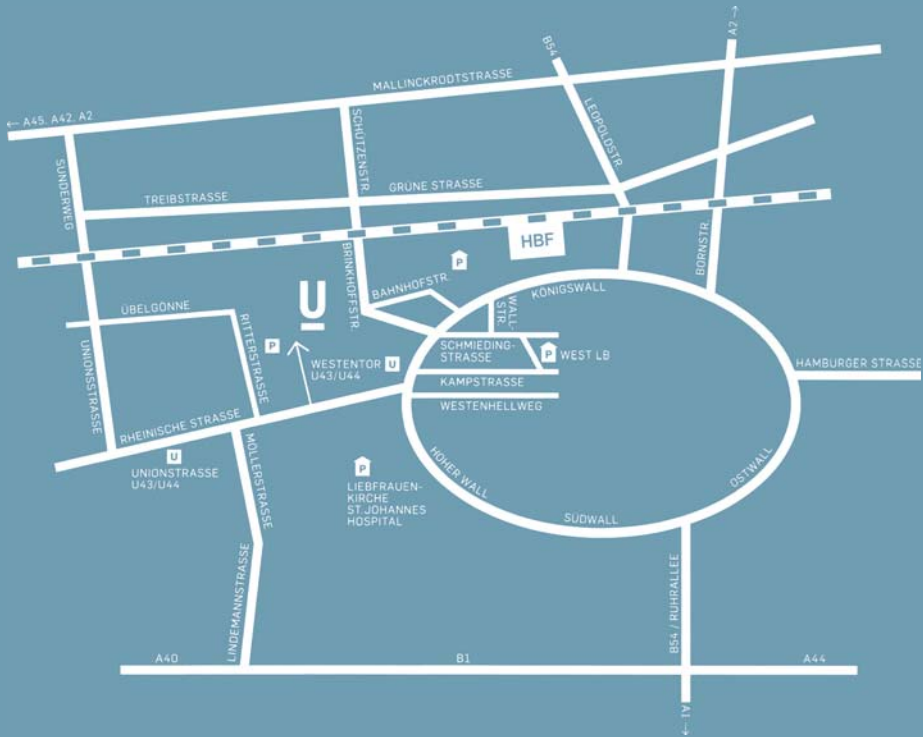 A2 →
B54
MALLINCKRODTSTRASSE
← A45, A42, A2
SCHÜTZENSTR.
LEOPOLDSTR.
SUNDERWEG
TREIBSTRASSE
GRÜNE STRASSE
HBF
BORNSTR.
BRINKHOFFSTR.
P
BAHNHOFSTR.
KÖNIGSWALL
WALL-
STR.
ÜBELGÖNNE
U
RITTERSTRASSE
P
UNIONSSTRASSE
WESTENTOR U
U43/U44
SCHMIEDING-
STRASSE
P WEST LB
KAMPSTRASSE
WESTENHELLWEG
HAMBURGER STRASSE
RHEINISCHE STRASSE
U
UNIONSTRASSE
U43/U44
MÖLLERSTRASSE
P
LIEBFRAUEN-
KIRCHE
ST.JOHANNES
HOSPITAL
HOHER WALL
SÜDWALL
OSTWALL
LINDEMANNSTRASSE
B54 / RUHRALLEE
A40
B1
A44
A1 →